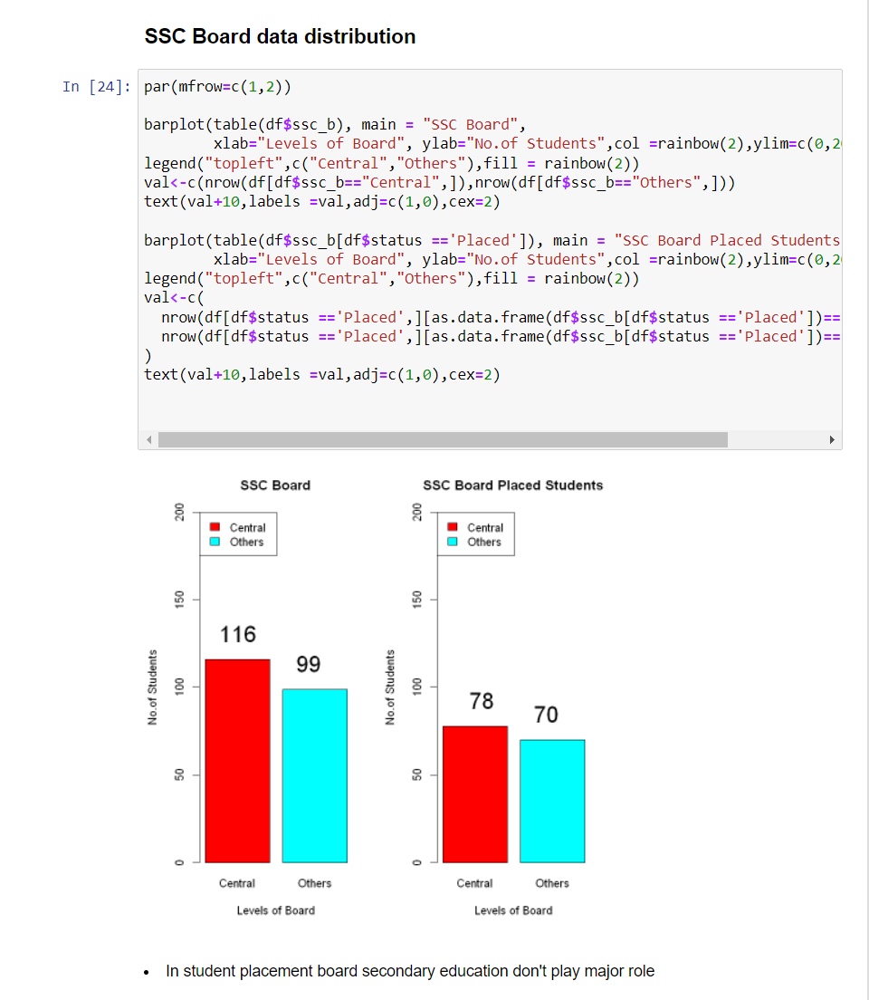 SSC Board data distribution
In [24]:
par(mfrow=c(1,2))
barplot(table(df$ssc_b), main = "SSC Board",
xlab="Levels of Board", ylab="No.of Students",col =rainbow(2),ylim=c(0,2
legend("topleft",c("Central","Others"),fill = rainbow(2))
val<-c(nrow(df[df$ssc_b=="Central",]),nrow(df[df$ssc_b=="Others",]))
text(val+10,labels =val,adj=c(1,0),cex=2)
barplot(table(df$ssc_b[df$status =='Placed']), main = "SSC Board Placed Students
xlab="Levels of Board", ylab="No.of Students",col =rainbow(2),ylim=c(0,2
legend("topleft",c("Central","Others"),fill = rainbow(2))
val<-c(
nrow(df[df$status =='Placed',][as.data.frame(df$ssc_b[df$status =='Placed'])==
nrow(df[df$status =='Placed',][as.data.frame(df$ssc_b[df$status =='Placed'])==
)
text(val+10,labels =val,adj=c(1,0),cex=2)
SSC Board
200
150
100
50
0
No.of Students
Central
Others
116
99
Central
Others
Levels of Board
SSC Board Placed Students
200
150
100
50
0
No.of Students
Central
Others
78
70
Central
Others
Levels of Board
• In student placement board secondary education don't play major role